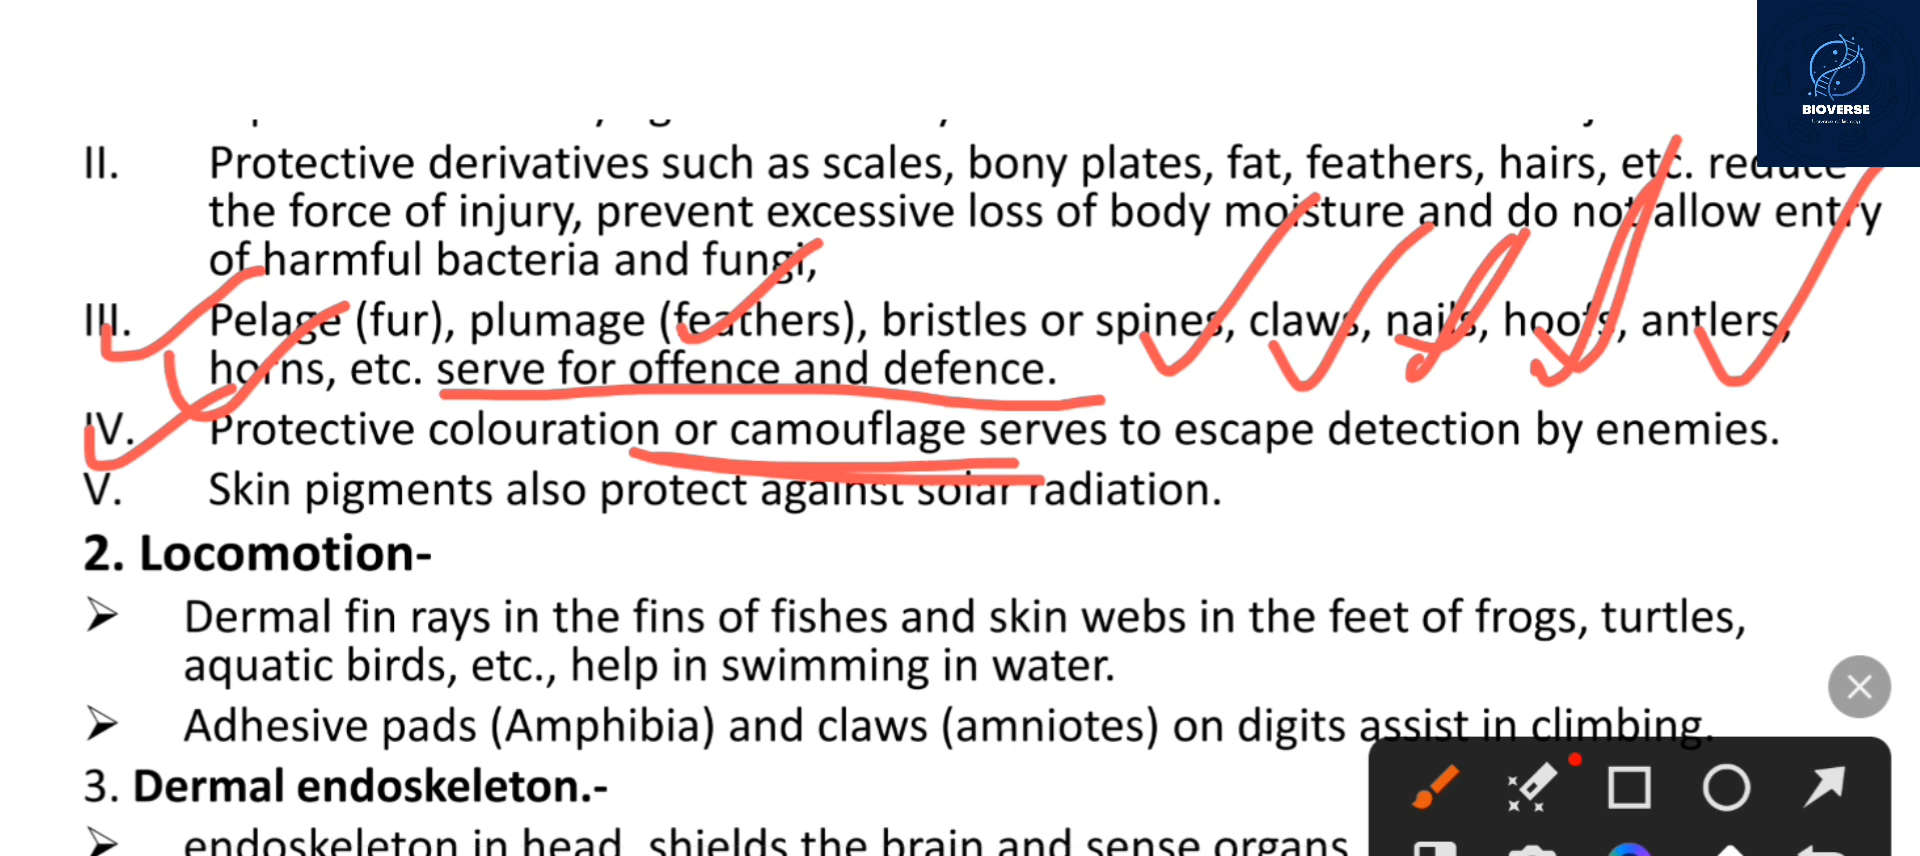 BIOVERSE
II. Protective derivatives such as scales, bony plates, fat, feathers, hairs, etc. reduce
the force of injury, prevent excessive loss of body moisture and do not allow entry
of harmful bacteria and fungi,
III. Pelage (fur), plumage (feathers), bristles or spines, claws, nails, hoofs, antlers,
horns, etc. serve for offence and defence.
IV. Protective colouration or camouflage serves to escape detection by enemies.
V. Skin pigments also protect against solar radiation.
2. Locomotion-
➢ Dermal fin rays in the fins of fishes and skin webs in the feet of frogs, turtles,
aquatic birds, etc., help in swimming in water.
➢ Adhesive pads (Amphibia) and claws (amniotes) on digits assist in climbing.
3. Dermal endoskeleton.-
➢ endoskeleton in head, shields the brain and sense organs